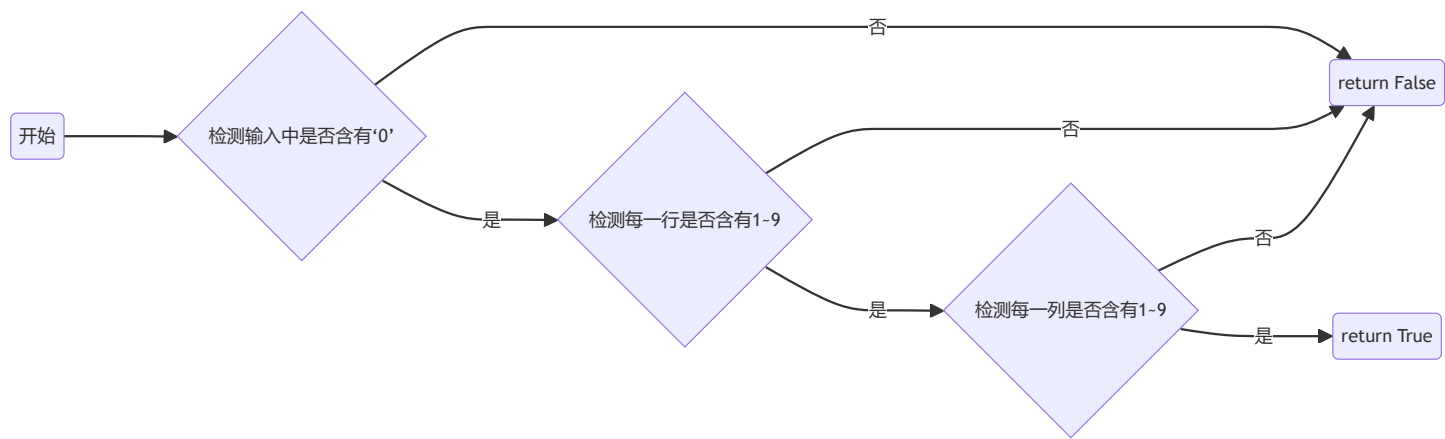 开始
检测输入中是否含有‘0’
否
是
检测每一行是否含有1~9
否
是
检测每一列是否含有1~9
否
是
return False
return True